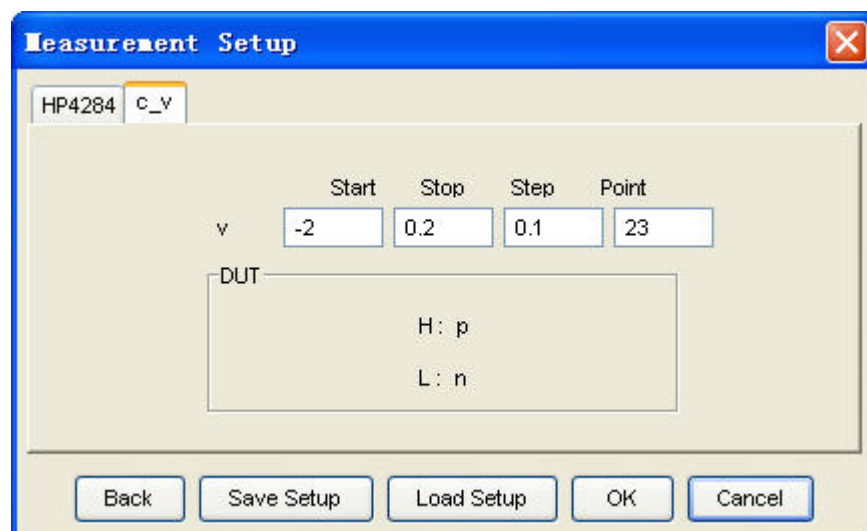 Measurement Setup
HP4284 c_v
Start Stop Step Point
v -2 0.2 0.1 23
DUT
H: p
L: n
Back Save Setup Load Setup OK Cancel